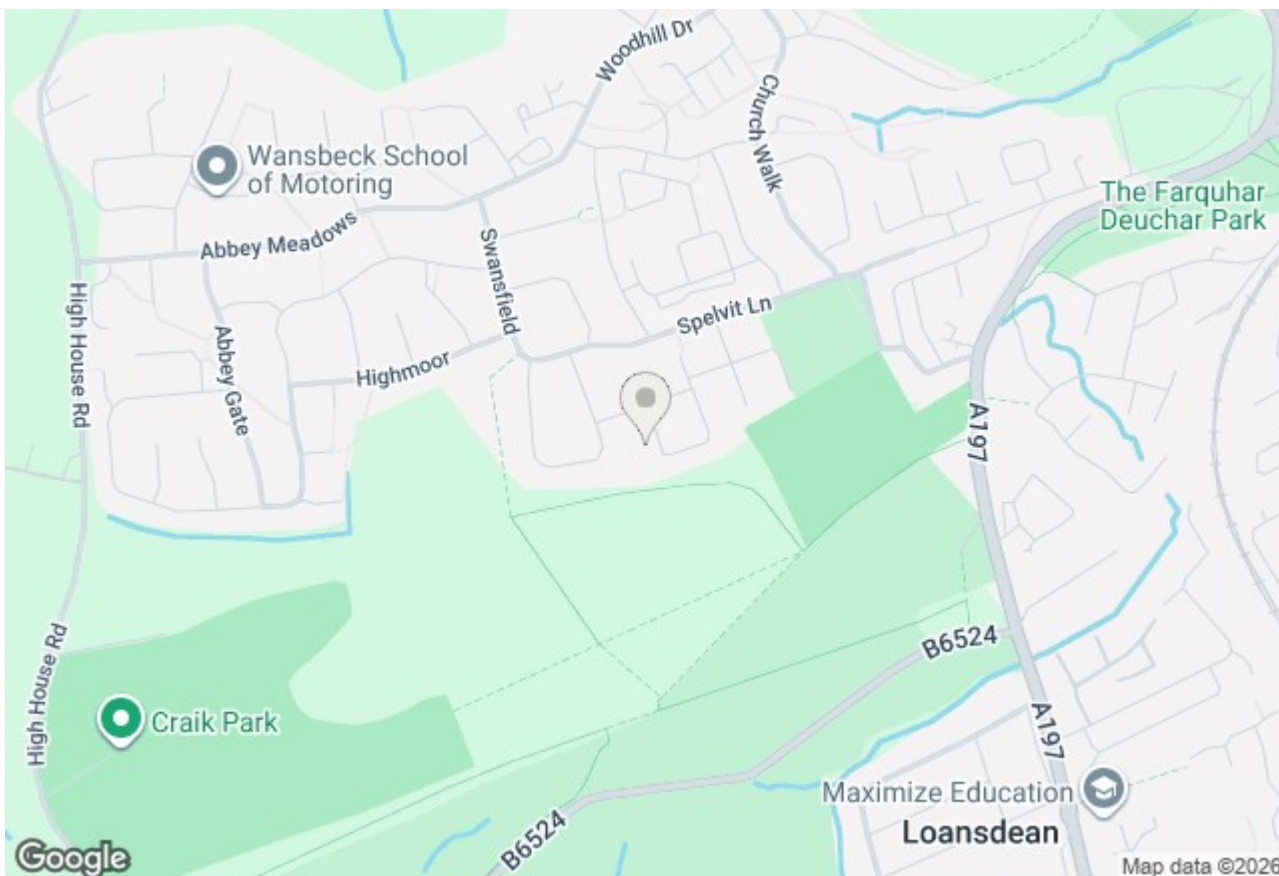 Woodhill Dr
Church Walk
Wansbeck School
of Motoring
The Farquhar
Deuchar Park
Abbey Meadows
Swansfield
High House Rd
Spelvit Ln
Abbey Gate
Highmoor
A197
B6524
High House Rd
Craik Park
A197
Maximize Education
Loansdean
B6524
Google
Map data ©2026